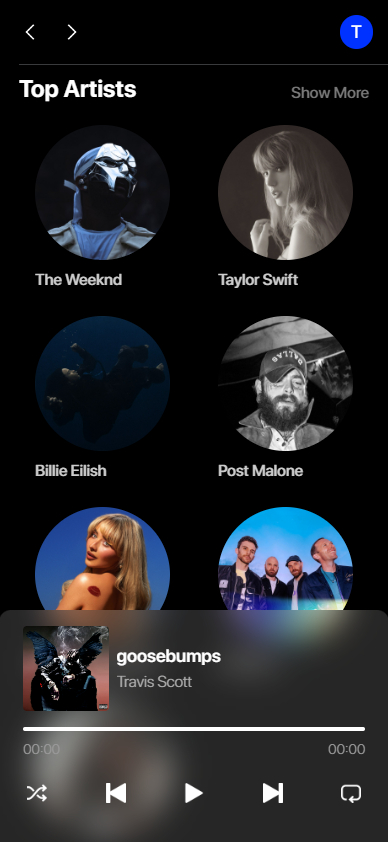 T
Top Artists
Show More
The Weeknd
Taylor Swift
Billie Eilish
Post Malone
DALLAS
goosebumps
Travis Scott
00:00
00:00